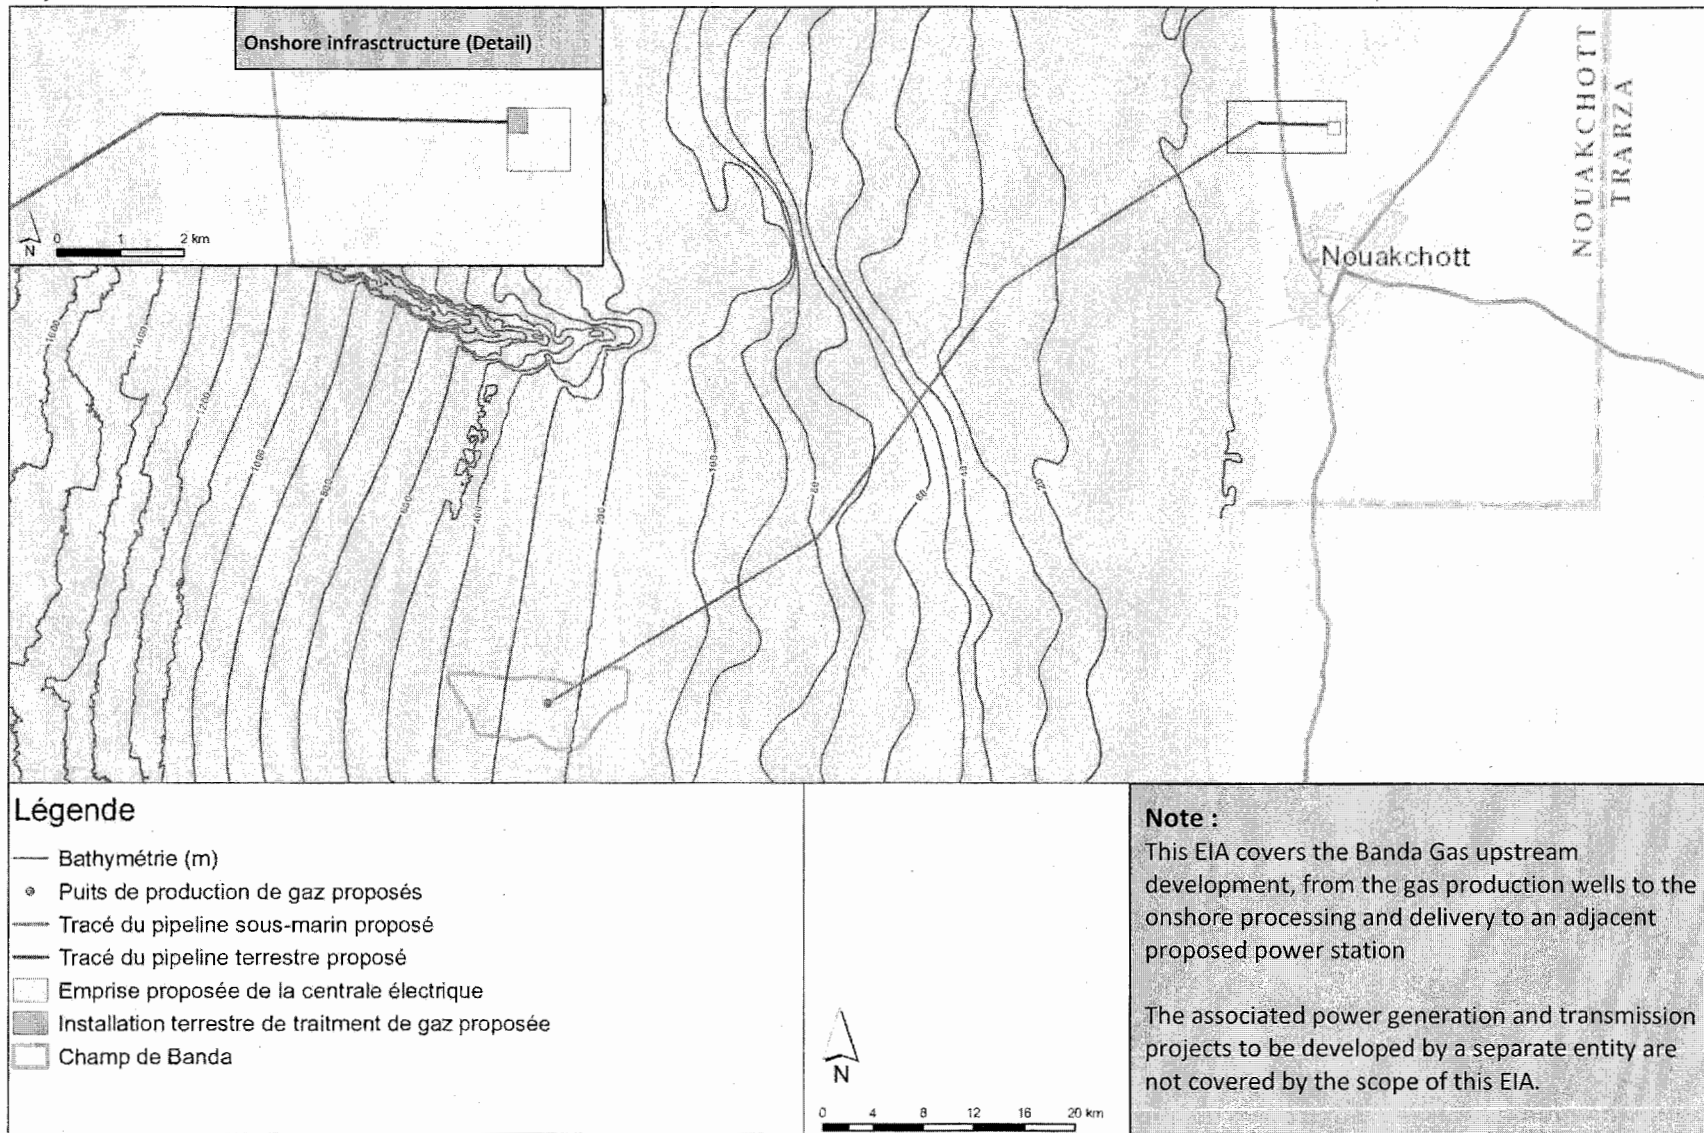 Onshore infrasctructure (Detail)
N
0 1 2 km
1600
1400
1200
1000
800
600
400
200
100
80
60
40
20
NOUAKCHOTT
TRARZA
Nouakchott
Légende
Bathymétrie (m)
Puits de production de gaz proposés
Tracé du pipeline sous-marin proposé
Tracé du pipeline terrestre proposé
Emprise proposée de la centrale électrique
Installation terrestre de traitment de gaz proposée
Champ de Banda
N
0 4 8 12 16 20 km
Note :
This EIA covers the Banda Gas upstream
development, from the gas production wells to the
onshore processing and delivery to an adjacent
proposed power station
The associated power generation and transmission
projects to be developed by a separate entity are
not covered by the scope of this EIA.